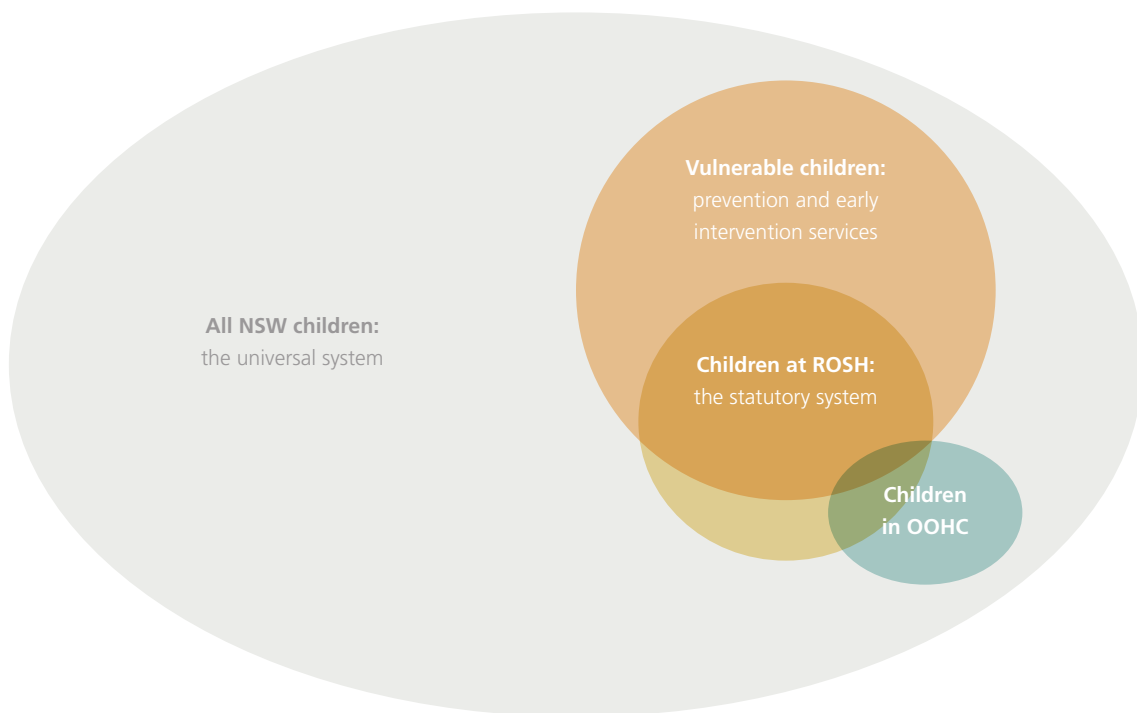 Vulnerable children:
prevention and early
intervention services
All NSW children:
the universal system
Children at ROSH:
the statutory system
Children
in OOHC